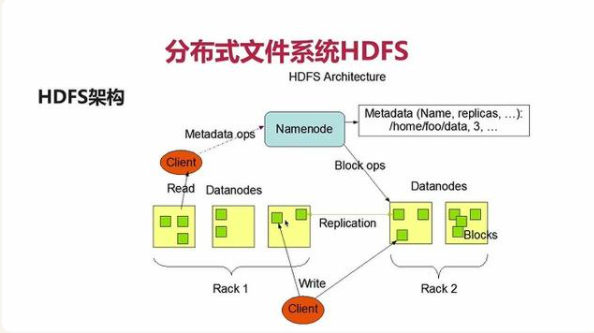 分布式文件系统HDFS
HDFS Architecture
HDFS架构
Metadata (Name, replicas, ...):
/home/foo/data, 3, ...
Namenode
Metadata ops
Client
Block ops
Read
Datanodes
Datanodes
Replication
Blocks
Write
Rack 1
Rack 2
Client